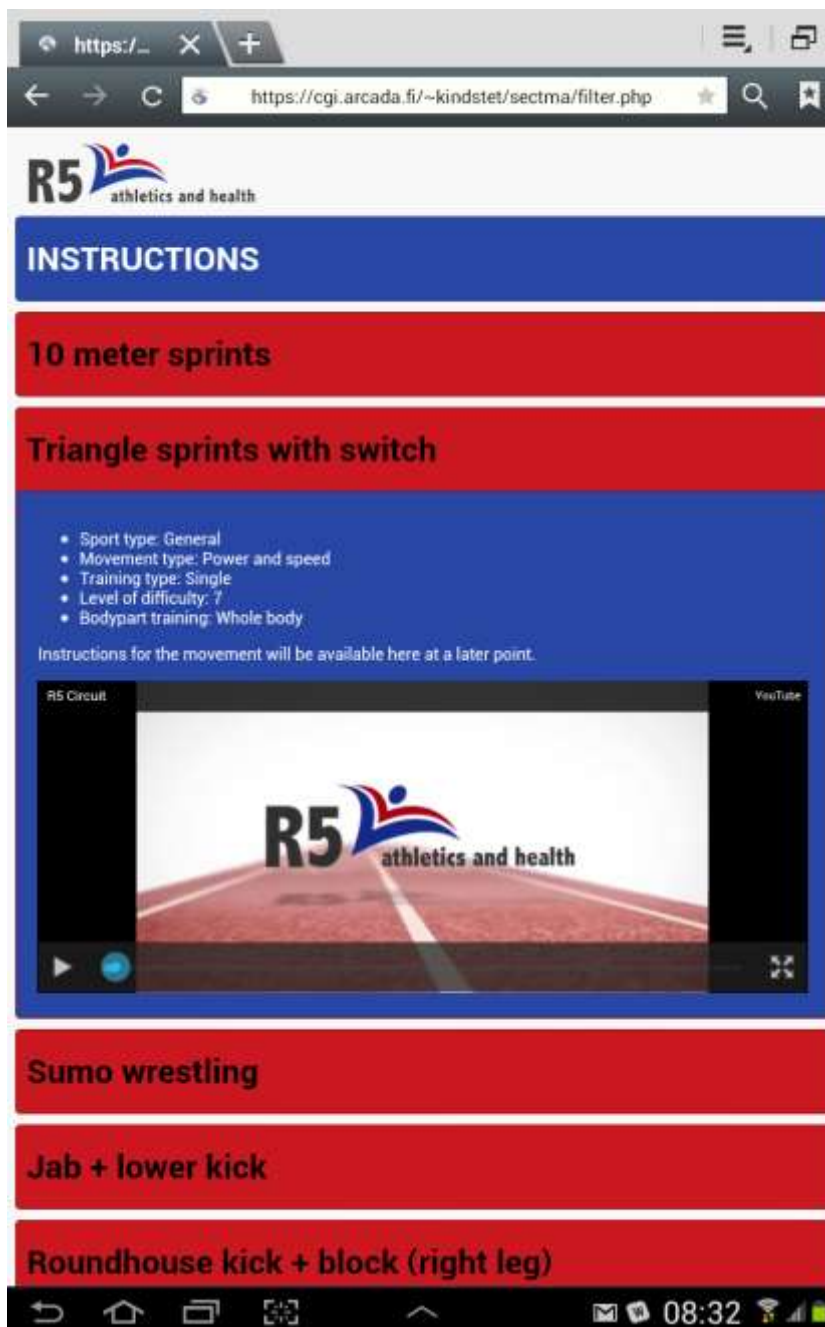 https:/...
https://cgi.arcada.fi/~kindstet/sectma/filter.php
R5 athletics and health
INSTRUCTIONS
10 meter sprints
Triangle sprints with switch
Sport type: General
Movement type: Power and speed
Training type: Single
Level of difficulty: 7
Bodypart training: Whole body
Instructions for the movement will be available here at a later point.
R5 Circuit YouTube
R5 athletics and health
Sumo wrestling
Jab + lower kick
Roundhouse kick + block (right leg)
08:32